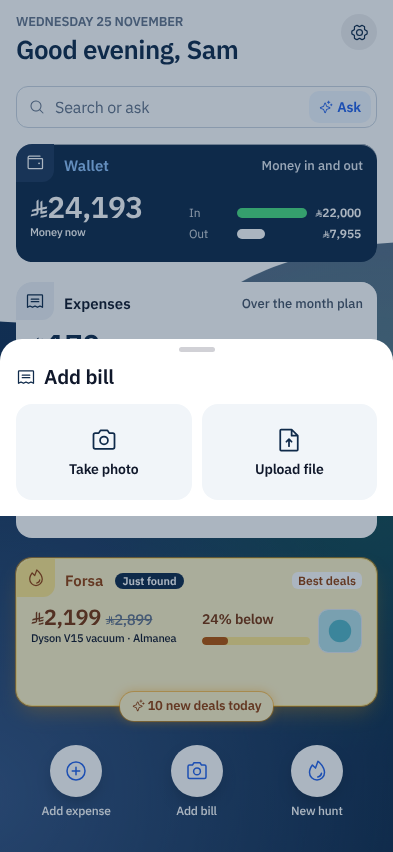 WEDNESDAY 25 NOVEMBER
Good evening, Sam
Search or ask
Ask
Wallet
Money in and out
⃁24,193
Money now
In
⃁22,000
Out
⃁7,955
Expenses
Over the month plan
Add bill
Take photo
Upload file
Forsa
Just found
Best deals
⃁2,199 ⃁2,899
24% below
Dyson V15 vacuum · Almanea
10 new deals today
Add expense
Add bill
New hunt